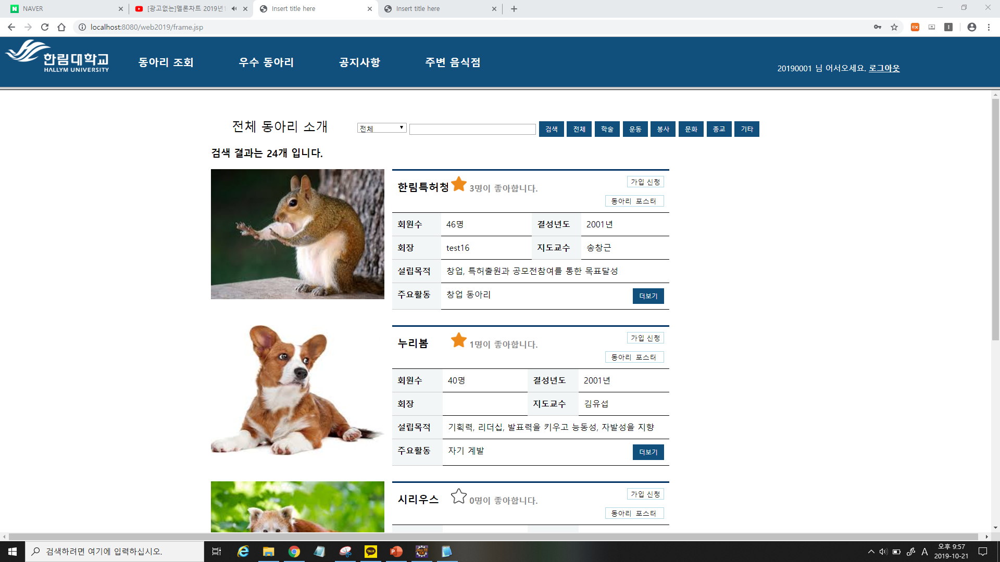 NAVER
[광고없는]멜론차트 2019년
Insert title here
Insert title here
localhost:8080/web2019/frame.jsp
한림대학교
HALLYM UNIVERSITY
동아리 조회
우수 동아리
공지사항
주변 음식점
20190001 님 어서오세요. 로그아웃
전체 동아리 소개
전체
검색
전체
학술
운동
봉사
문화
종교
기타
검색 결과는 24개 입니다.
한림특허청
3명이 좋아합니다.
가입 신청
동아리 포스터
회원수 46명 결성년도 2001년
회장 test16 지도교수 송창근
설립목적 창업, 특허출원과 공모전참여를 통한 목표달성
주요활동 창업 동아리 더보기
누리봄
1명이 좋아합니다.
가입 신청
동아리 포스터
회원수 40명 결성년도 2001년
회장 지도교수 김유섭
설립목적 기획력, 리더십, 발표력을 키우고 능동성, 자발성을 지향
주요활동 자기 계발 더보기
시리우스
0명이 좋아합니다.
가입 신청
동아리 포스터
검색하려면 여기에 입력하십시오.
TALK
A
오후 9:57
2019-10-21